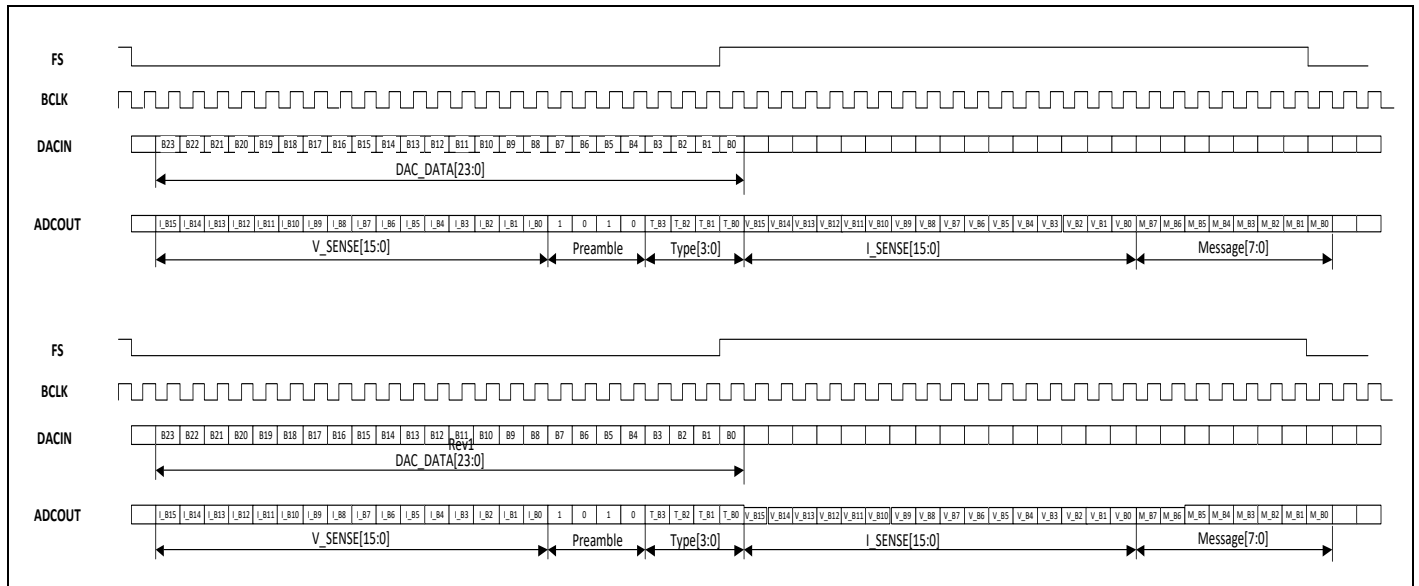 FS
BCLK
DACIN B23 B22 B21 B20 B19 B18 B17 B16 B15 B14 B13 B12 B11 B10 B9 B8 B7 B6 B5 B4 B3 B2 B1 B0
DAC_DATA[23:0]
ADCOUT I_B15 I_B14 I_B13 I_B12 I_B11 I_B10 I_B9 I_B8 I_B7 I_B6 I_B5 I_B4 I_B3 I_B2 I_B1 I_B0 1 0 1 0 T_B3 T_B2 T_B1 T_B0 V_B15 V_B14 V_B13 V_B12 V_B11 V_B10 V_B9 V_B8 V_B7 V_B6 V_B5 V_B4 V_B3 V_B2 V_B1 V_B0 M_B7 M_B6 M_B5 M_B4 M_B3 M_B2 M_B1 M_B0
V_SENSE[15:0] Preamble Type[3:0] I_SENSE[15:0] Message[7:0]
FS
BCLK
DACIN B23 B22 B21 B20 B19 B18 B17 B16 B15 B14 B13 B12 B11 B10 B9 B8 B7 B6 B5 B4 B3 B2 B1 B0
Rev1
DAC_DATA[23:0]
ADCOUT I_B15 I_B14 I_B13 I_B12 I_B11 I_B10 I_B9 I_B8 I_B7 I_B6 I_B5 I_B4 I_B3 I_B2 I_B1 I_B0 1 0 1 0 T_B3 T_B2 T_B1 T_B0 V_B15 V_B14 V_B13 V_B12 V_B11 V_B10 V_B9 V_B8 V_B7 V_B6 V_B5 V_B4 V_B3 V_B2 V_B1 V_B0 M_B7 M_B6 M_B5 M_B4 M_B3 M_B2 M_B1 M_B0
V_SENSE[15:0] Preamble Type[3:0] I_SENSE[15:0] Message[7:0]